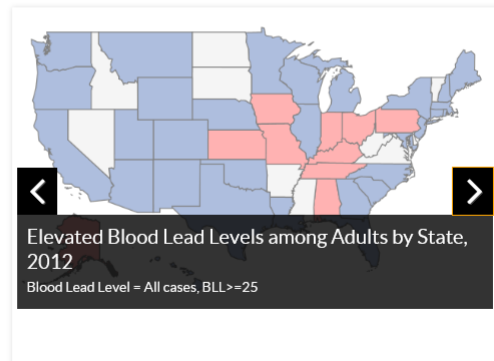 Elevated Blood Lead Levels among Adults by State,
2012
Blood Lead Level = All cases, BLL>=25